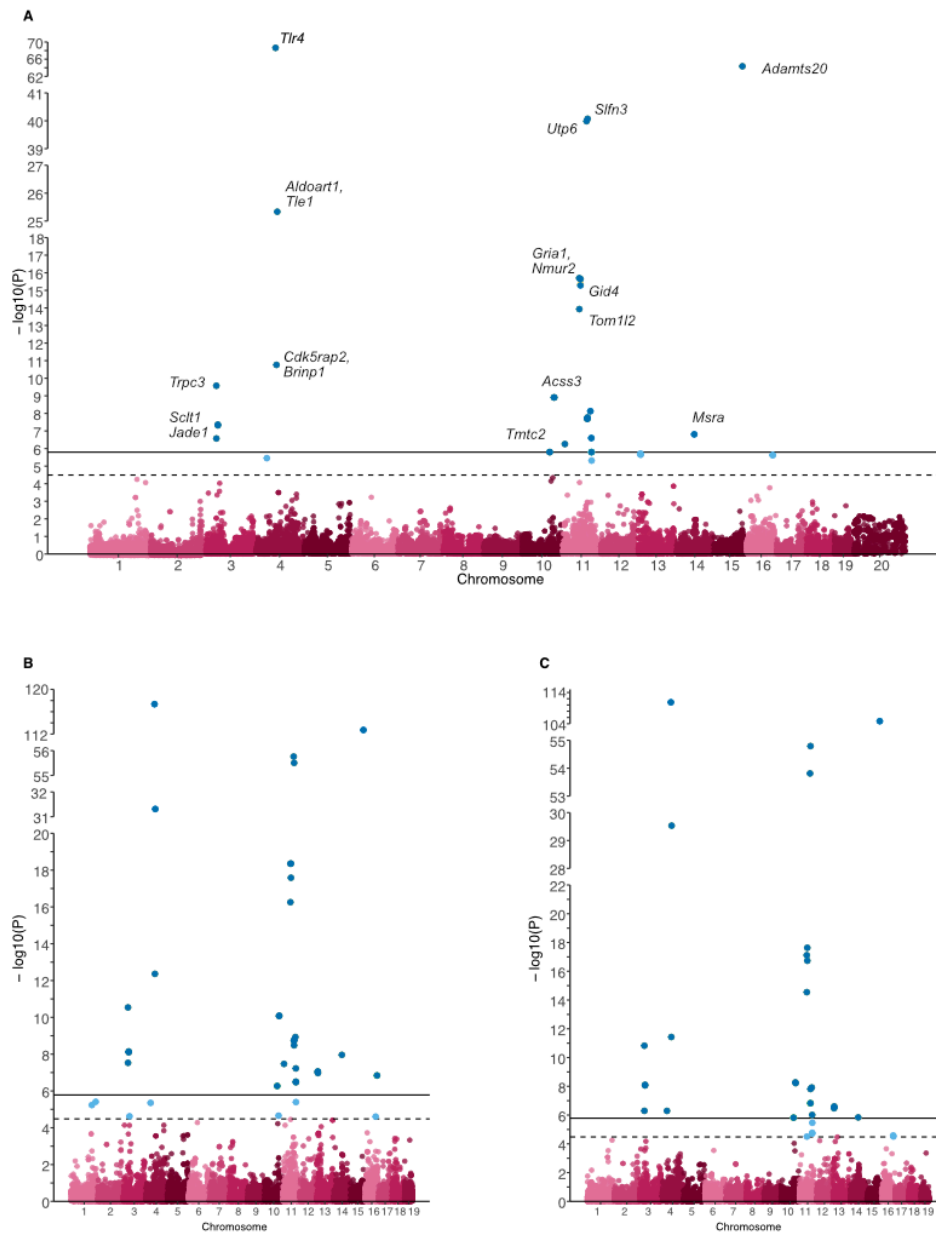 A
70
66
62
41
40
39
27
26
25
18
17
16
15
14
13
12
11
10
9
8
7
6
5
4
3
2
1
0
– log10(P)
Tlr4
Adamts20
Slfn3
Utp6
Aldoart1,
Tle1
Gria1,
Nmur2
Gid4
Tom1l2
Cdk5rap2,
Brinp1
Trpc3
Acss3
Sclt1
Jade1
Tmtc2
Msra
1 2 3 4 5 6 7 8 9 10 11 12 13 14 15 16 17 18 19 20
Chromosome
B
120
112
56
55
32
31
20
18
16
14
12
10
8
6
4
2
0
– log10(P)
1 2 3 4 5 6 7 8 9 10 11 12 13 14 15 16 17 18 19
Chromosome
C
114
104
55
54
53
30
29
28
22
20
18
16
14
12
10
8
6
4
2
0
– log10(P)
1 2 3 4 5 6 7 8 9 10 11 12 13 14 15 16 17 18 19
Chromosome